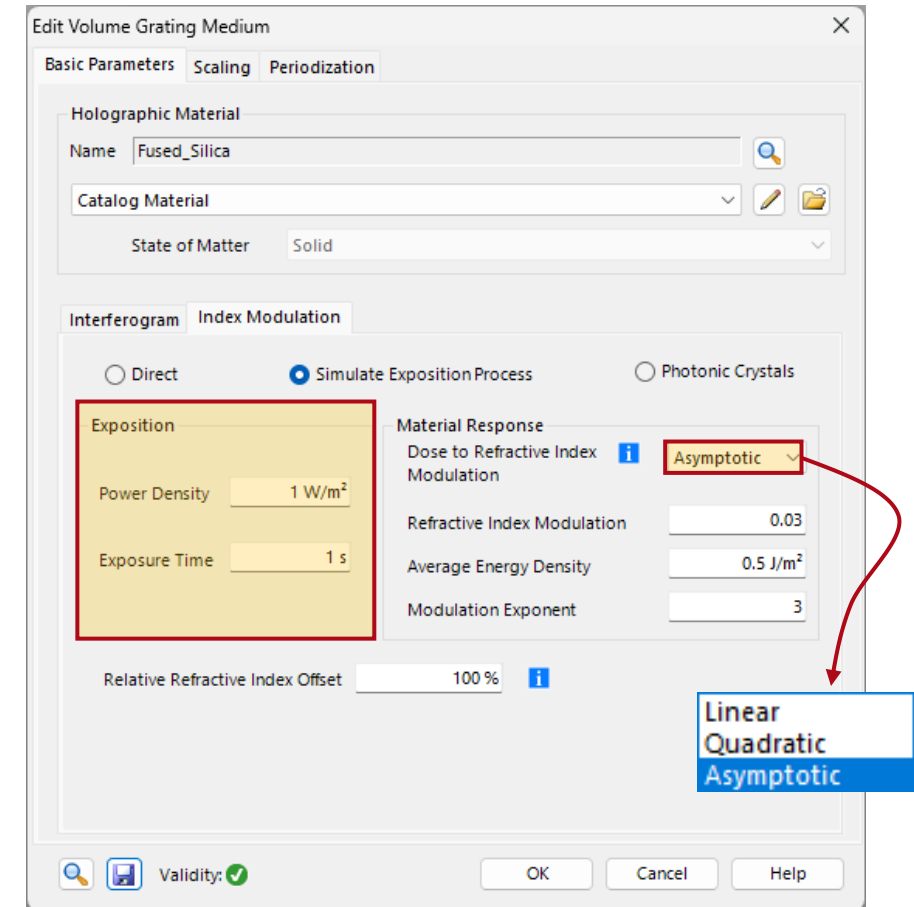 Edit Volume Grating Medium
Basic Parameters Scaling Periodization
Holographic Material
Name Fused_Silica
Catalog Material
State of Matter Solid
Interferogram Index Modulation
Direct Simulate Exposition Process Photonic Crystals
Exposition
Power Density 1 W/m²
Exposure Time 1 s
Material Response
Dose to Refractive Index
Modulation
i
Asymptotic
Refractive Index Modulation 0.03
Average Energy Density 0.5 J/m²
Modulation Exponent 3
Relative Refractive Index Offset 100 % i
Linear
Quadratic
Asymptotic
Validity: OK Cancel Help